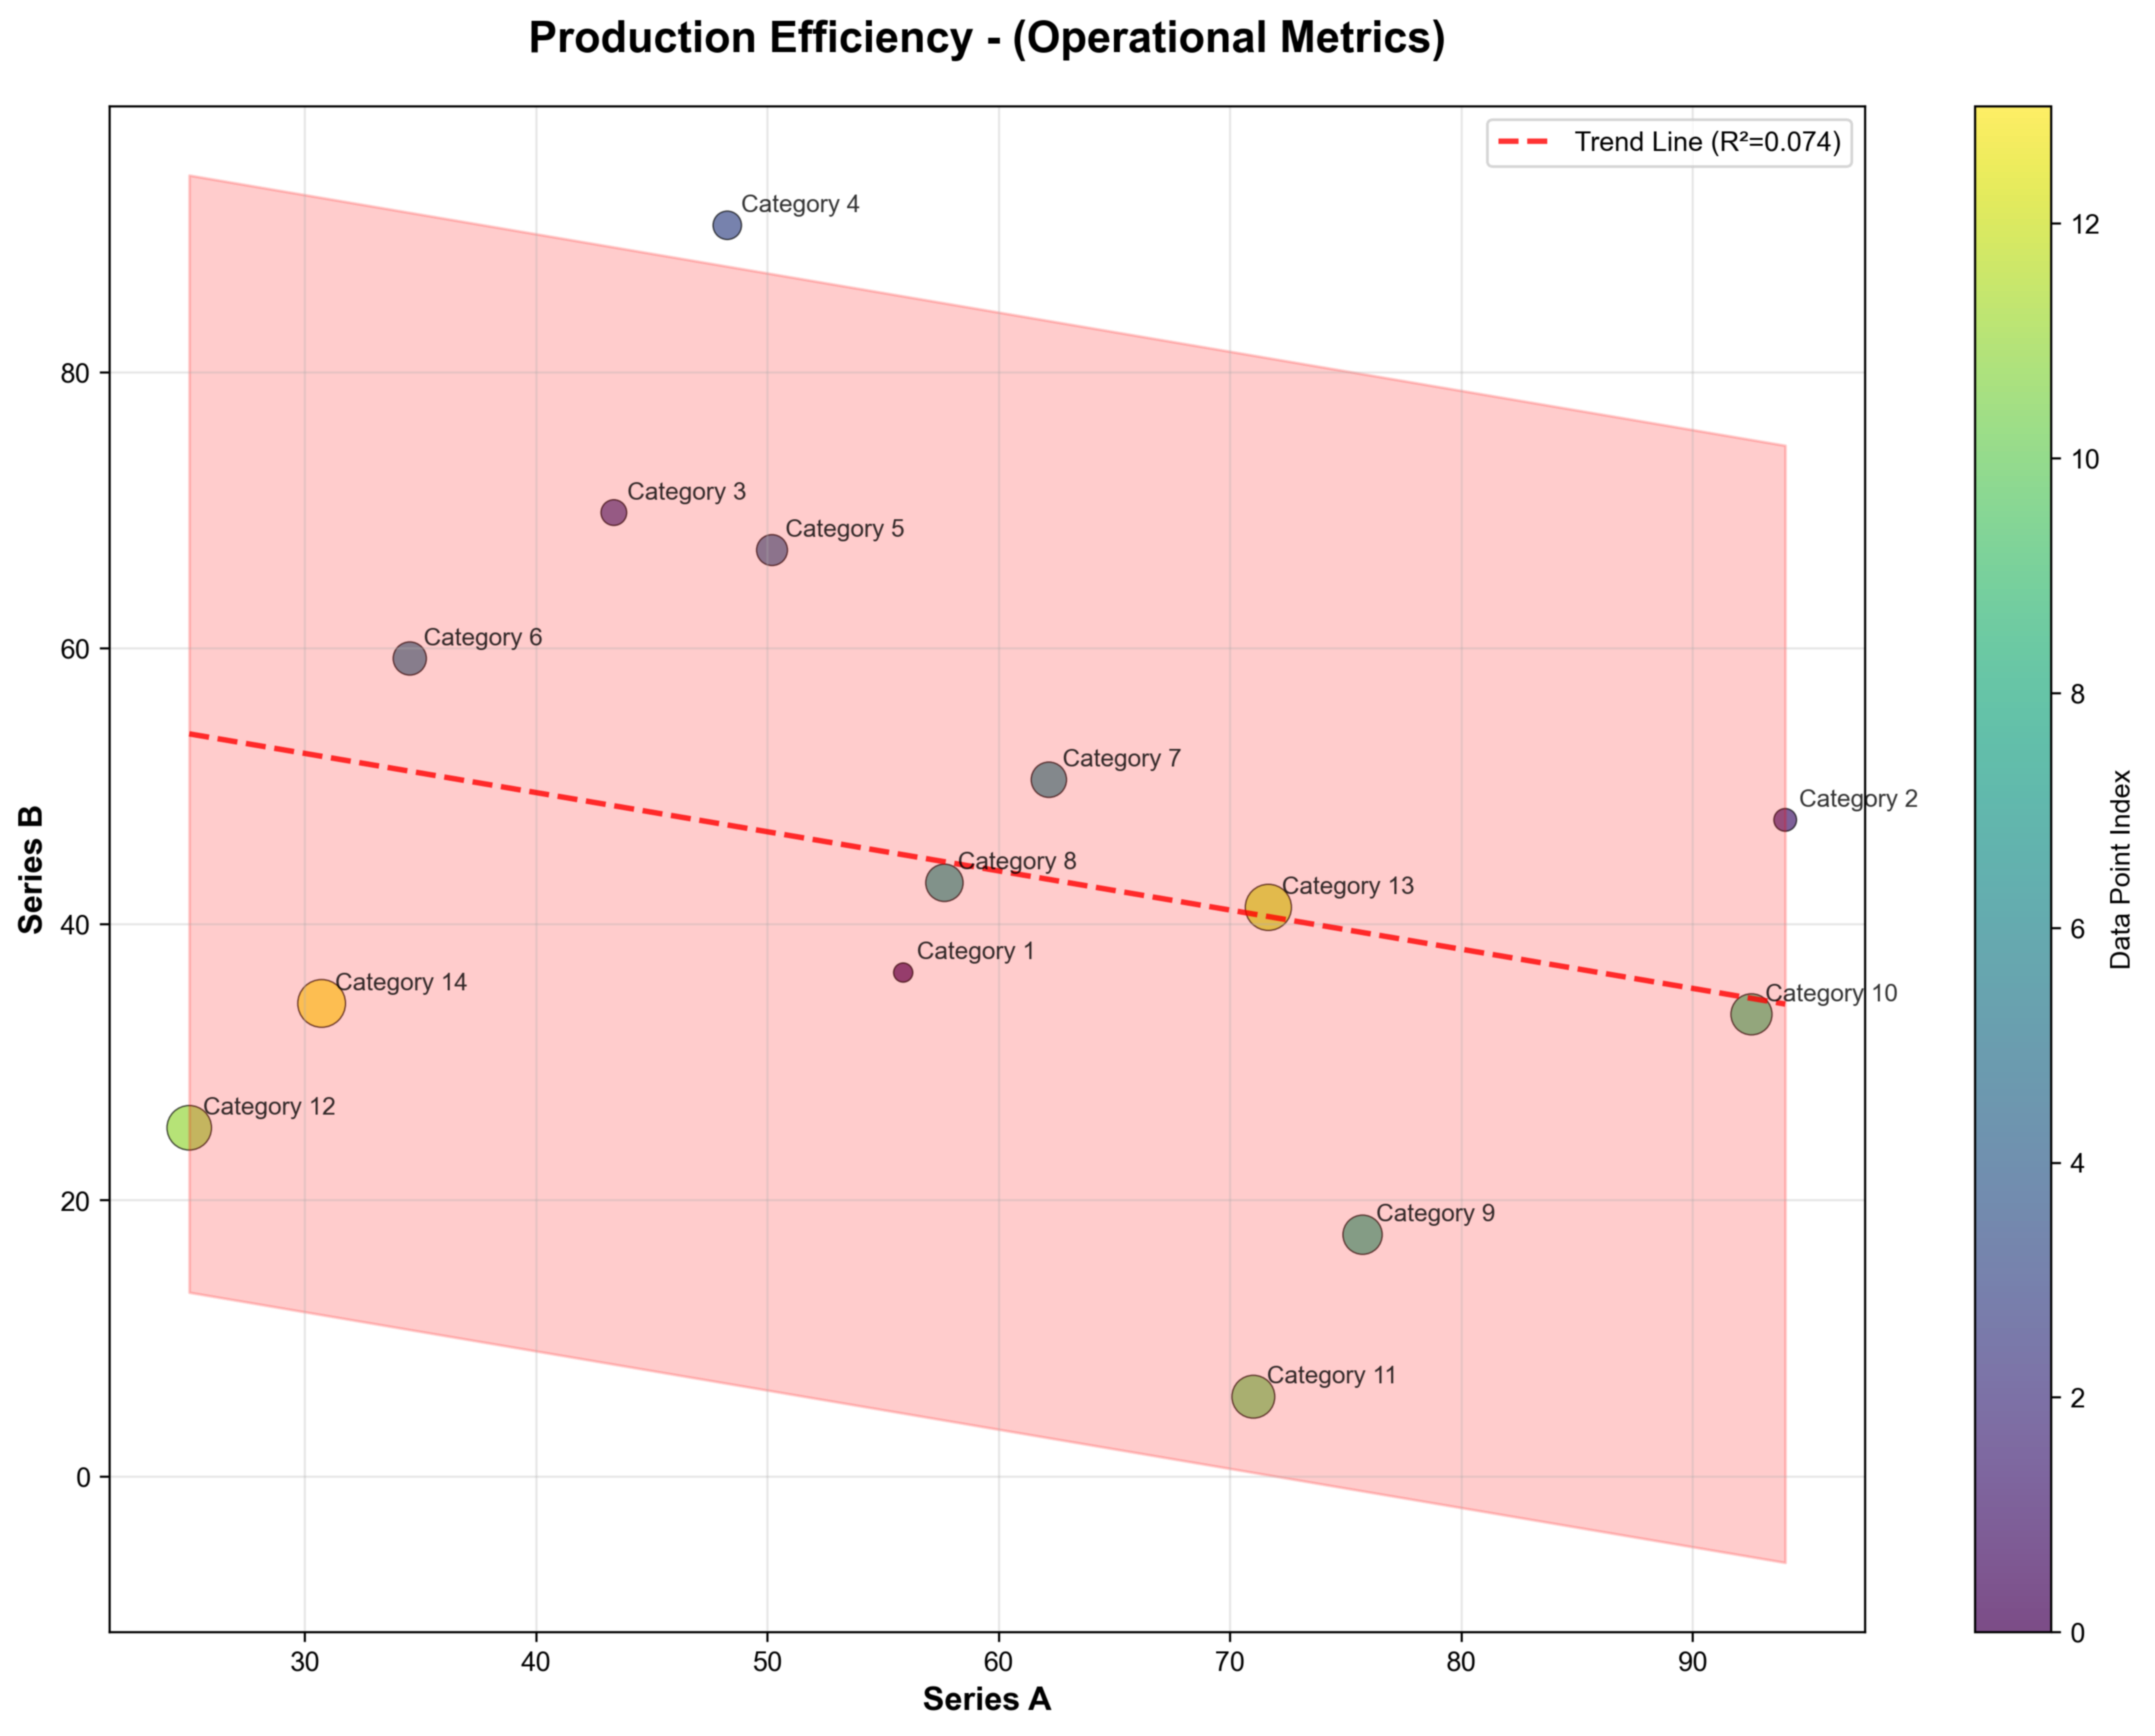 Production Efficiency - (Operational Metrics)
Trend Line (R²=0.074)
Category 4
Category 3
Category 5
Category 6
Category 7
Category 2
Category 8
Category 13
Category 1
Category 14
Category 10
Category 12
Category 9
Category 11
80
60
40
20
0
Series B
30
40
50
60
70
80
90
Series A
12
10
8
6
4
2
0
Data Point Index